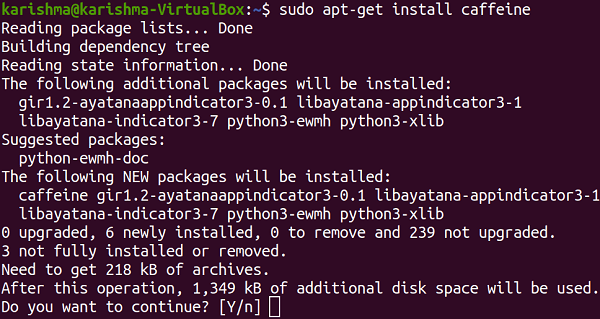 karishma@karishma-VirtualBox:~$ sudo apt-get install caffeine
Reading package lists... Done
Building dependency tree
Reading state information... Done
The following additional packages will be installed:
  gir1.2-ayatanaappindicator3-0.1 libayatana-appindicator3-1
  libayatana-indicator3-7 python3-ewmh python3-xlib
Suggested packages:
  python-ewmh-doc
The following NEW packages will be installed:
  caffeine gir1.2-ayatanaappindicator3-0.1 libayatana-appindicator3-1
  libayatana-indicator3-7 python3-ewmh python3-xlib
0 upgraded, 6 newly installed, 0 to remove and 239 not upgraded.
3 not fully installed or removed.
Need to get 218 kB of archives.
After this operation, 1,349 kB of additional disk space will be used.
Do you want to continue? [Y/n]